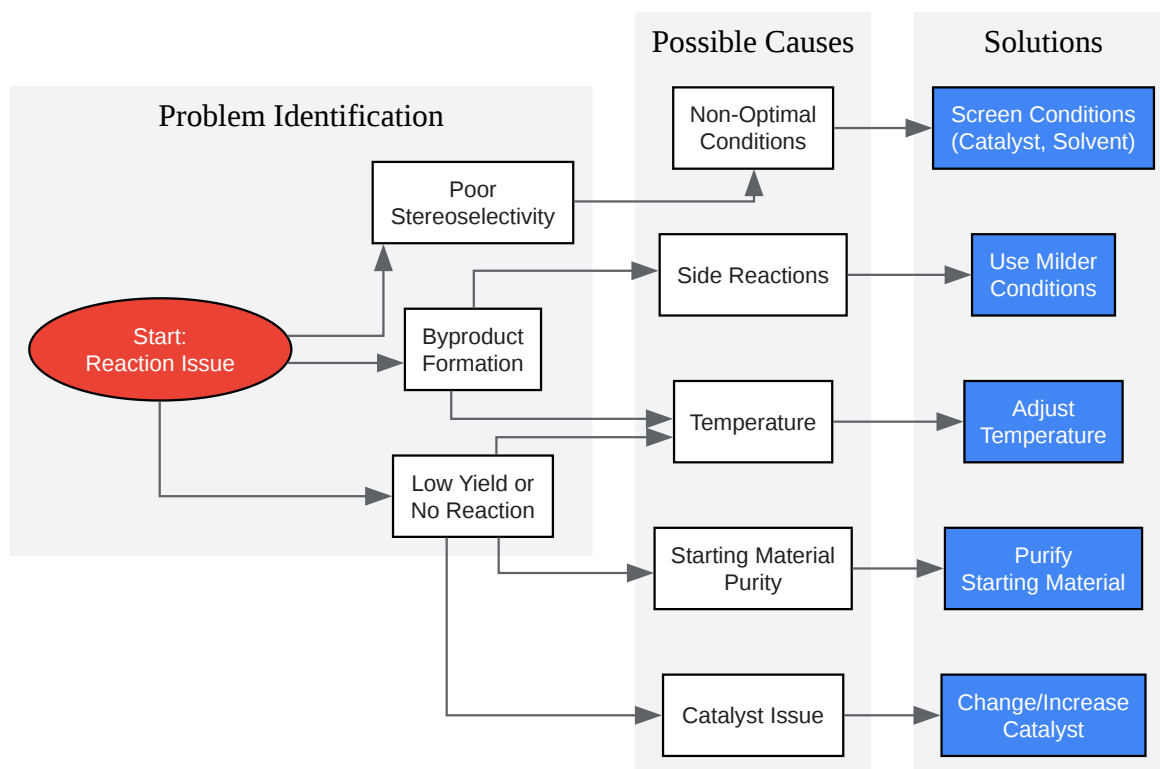 Possible Causes
Solutions
Problem Identification
Non-Optimal
Conditions
Screen Conditions
(Catalyst, Solvent)
Poor
Stereoselectivity
Side Reactions
Use Milder
Conditions
Start:
Reaction Issue
Byproduct
Formation
Temperature
Adjust
Temperature
Low Yield or
No Reaction
Starting Material
Purity
Purify
Starting Material
Catalyst Issue
Change/Increase
Catalyst